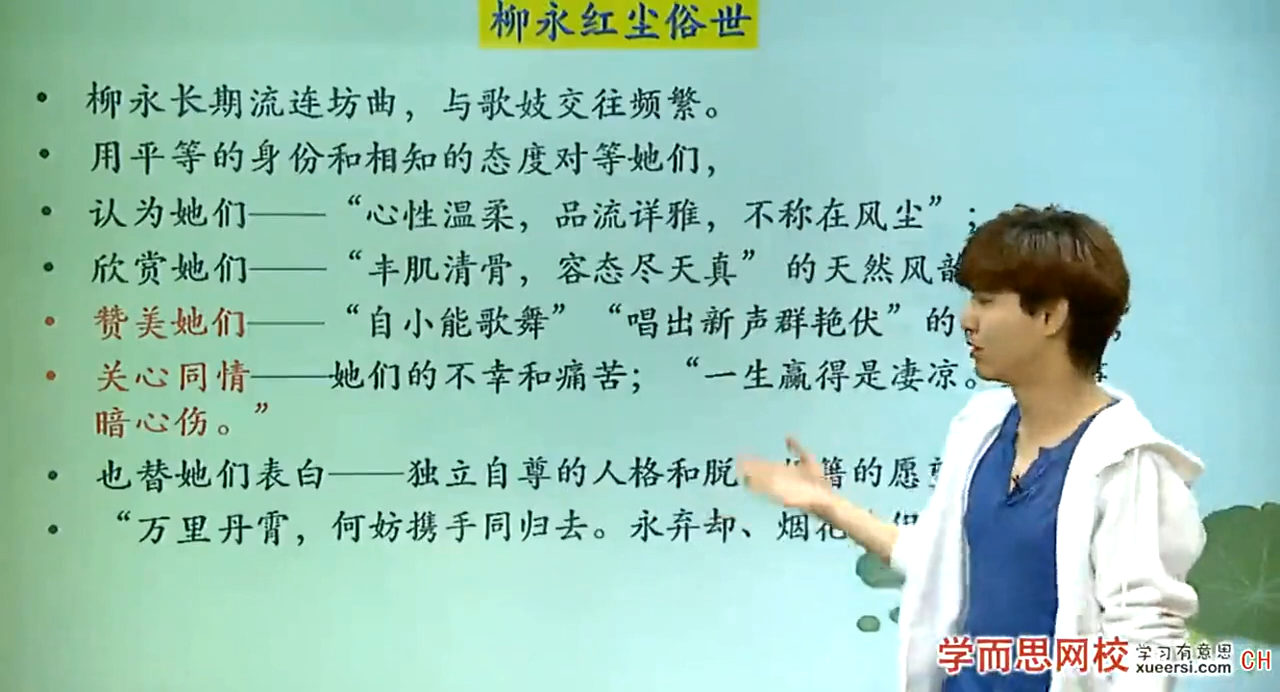 柳永红尘俗世
• 柳永长期流连坊曲，与歌妓交往频繁。
• 用平等的身份和相知的态度对等她们，
• 认为她们——“心性温柔，品流详雅，不称在风尘”；
• 欣赏她们——“丰肌清骨，容态尽天真”的天然风韵
• 赞美她们——“自小能歌舞”“唱出新声群艳伏”的
• 关心同情——她们的不幸和痛苦；“一生赢得是凄凉。
暗心伤。”
• 也替她们表白——独立自尊的人格和脱 籍的愿
• “万里丹霄，何妨携手同归去。永弃却、烟花
学而思网校 学习有意思
xueersi.com CH